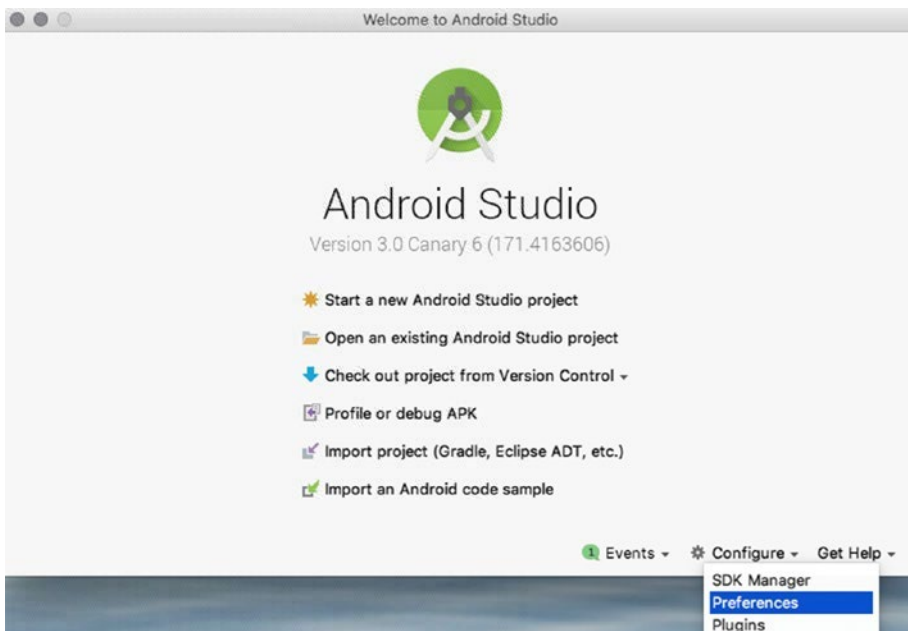 Welcome to Android Studio
Android Studio
Version 3.0 Canary 6 (171.4163606)
Start a new Android Studio project
Open an existing Android Studio project
Check out project from Version Control
Profile or debug APK
Import project (Gradle, Eclipse ADT, etc.)
Import an Android code sample
1 Events Configure Get Help
SDK Manager
Preferences
Plugins